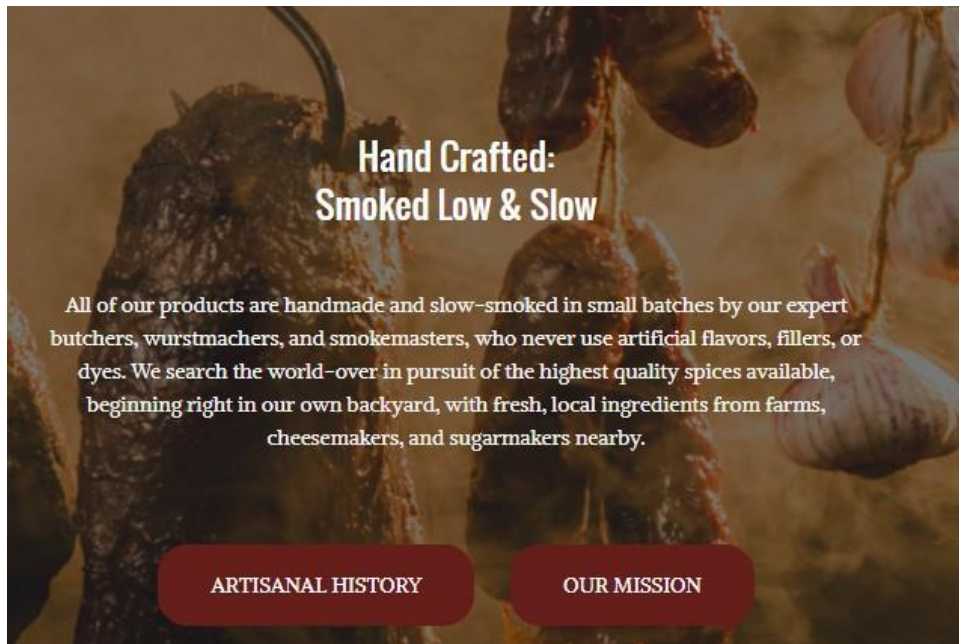 Hand Crafted:
Smoked Low & Slow
All of our products are handmade and slow-smoked in small batches by our expert
butchers, wurstmachers, and smokemasters, who never use artificial flavors, fillers, or
dyes. We search the world-over in pursuit of the highest quality spices available,
beginning right in our own backyard, with fresh, local ingredients from farms,
cheesemakers, and sugarmakers nearby.
ARTISANAL HISTORY
OUR MISSION